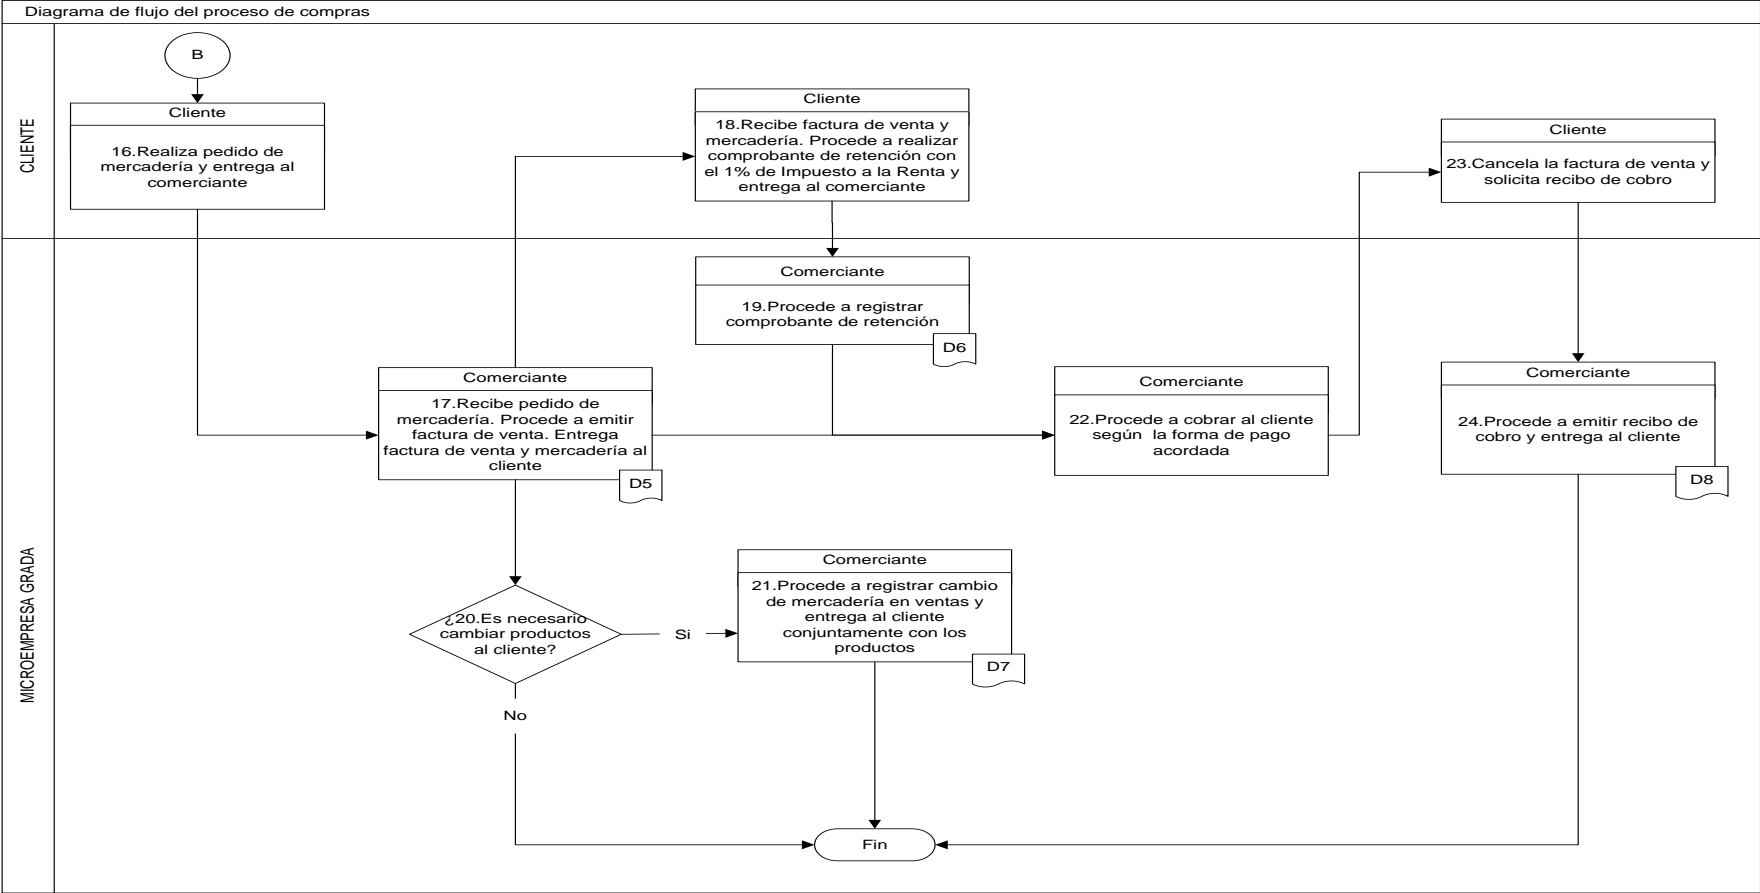 Diagrama de flujo del proceso de compras
CLIENTE
B
Cliente
16.Realiza pedido de
mercadería y entrega al
comerciante
Cliente
18.Recibe factura de venta y
mercadería. Procede a realizar
comprobante de retención con
el 1% de Impuesto a la Renta y
entrega al comerciante
Cliente
23.Cancela la factura de venta y
solicita recibo de cobro
MICROEMPRESA GRADA
Comerciante
19.Procede a registrar
comprobante de retención
D6
Comerciante
17.Recibe pedido de
mercadería. Procede a emitir
factura de venta. Entrega
factura de venta y mercadería al
cliente
D5
Comerciante
22.Procede a cobrar al cliente
según la forma de pago
acordada
Comerciante
24.Procede a emitir recibo de
cobro y entrega al cliente
D8
¿20.Es necesario
cambiar productos
al cliente?
Si
No
Comerciante
21.Procede a registrar cambio
de mercadería en ventas y
entrega al cliente
conjuntamente con los
productos
D7
Fin